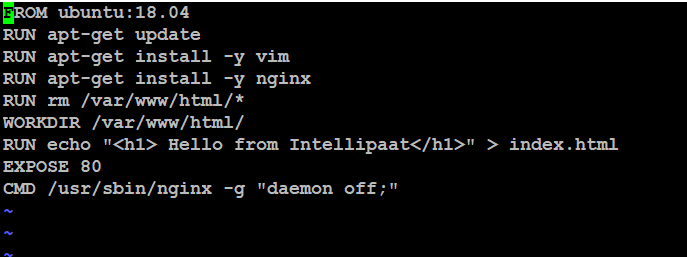 FROM ubuntu:18.04
RUN apt-get update
RUN apt-get install -y vim
RUN apt-get install -y nginx
RUN rm /var/www/html/*
WORKDIR /var/www/html/
RUN echo "<h1> Hello from Intellipaat</h1>" > index.html
EXPOSE 80
CMD /usr/sbin/nginx -g "daemon off;"
~
~
~